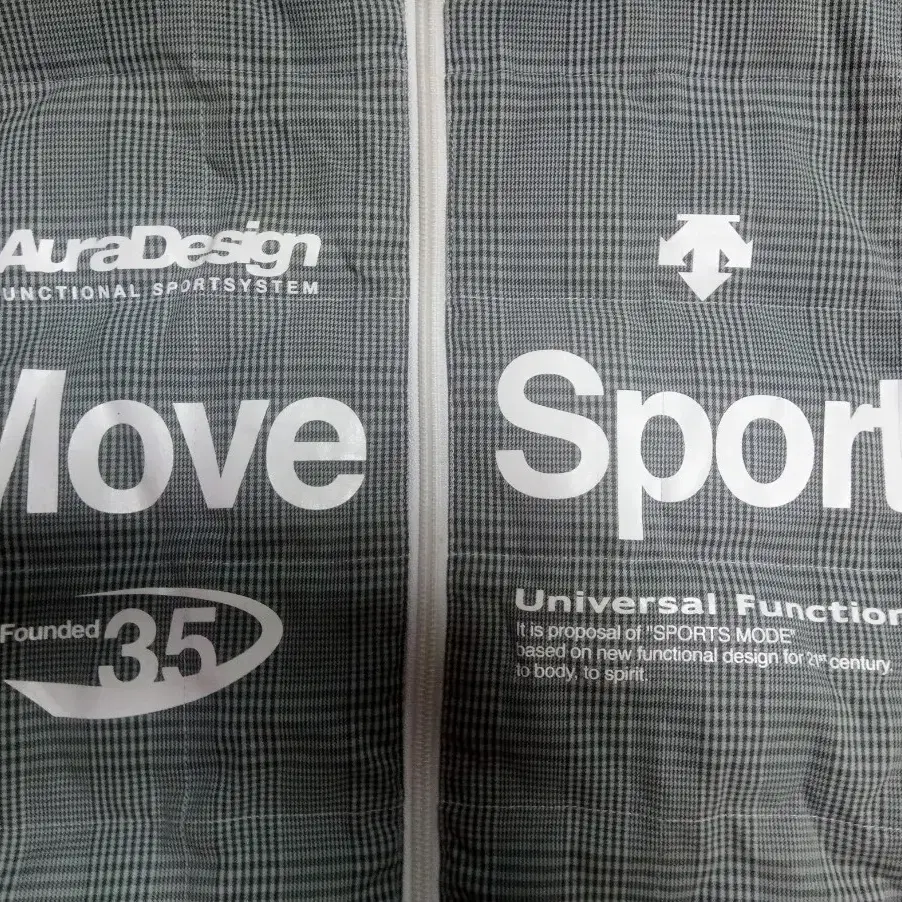 AuraDesign
UNCTIONAL SPORTSYSTEM
Move Sport
Founded 35
Universal Function
It is proposal of "SPORTS MODE"
based on new functional design for 21st century,
to body, to spirit.